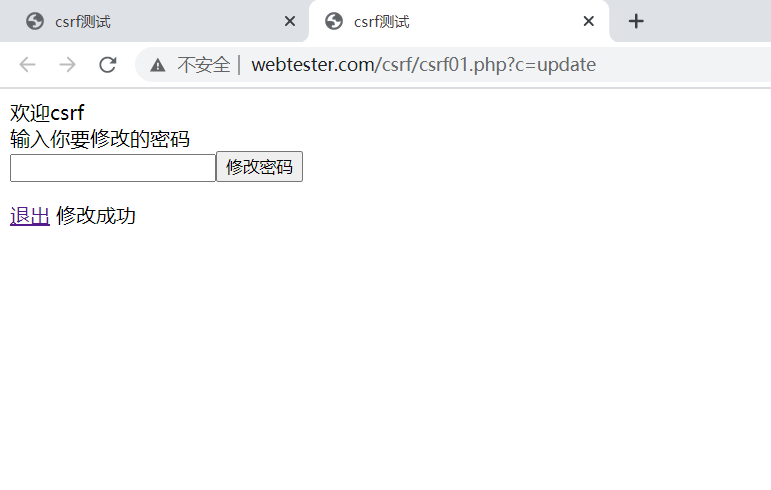 csrf测试
csrf测试
不安全 | webtester.com/csrf/csrf01.php?c=update
欢迎csrf
输入你要修改的密码
修改密码
退出 修改成功